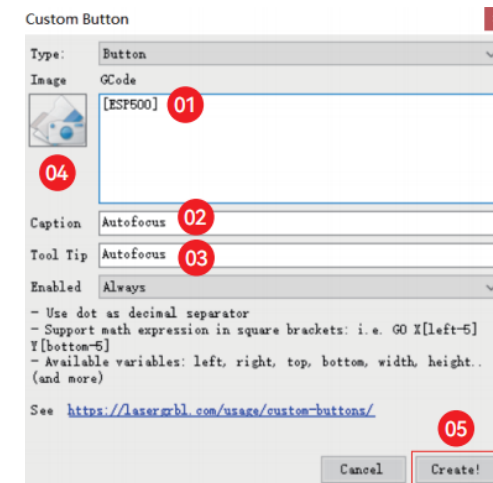 Custom Button
Type: Button
Image GCode
[ESP500] 01
04
Caption Autofocus 02
Tool Tip Autofocus 03
Enabled Always
- Use dot as decimal separator
- Support math expression in square brackets: i.e. G0 X[left-5]
Y[bottom-5]
- Available variables: left, right, top, bottom, width, height..
(and more)
See https://lasergrbl.com/usage/custom-buttons/
05
Cancel Create!